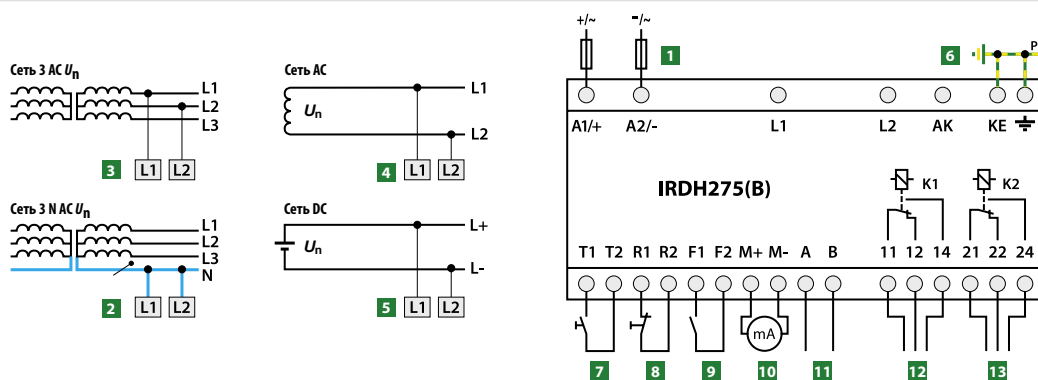 +/~
-/~
1
6
P
Сеть 3 AC Un
L1
L2
L3
3
L1
L2
Сеть AC
Un
L1
L2
4
L1
L2
A1/+
A2/-
L1
L2
AK
KE
IRDH275(B)
K1
K2
Сеть 3 N AC Un
L1
L2
L3
N
2
L1
L2
Сеть DC
Un
L+
L-
5
L1
L2
T1 T2 R1 R2 F1 F2 M+ M- A B 11 12 14 21 22 24
mA
7
8
9
10
11
12
13